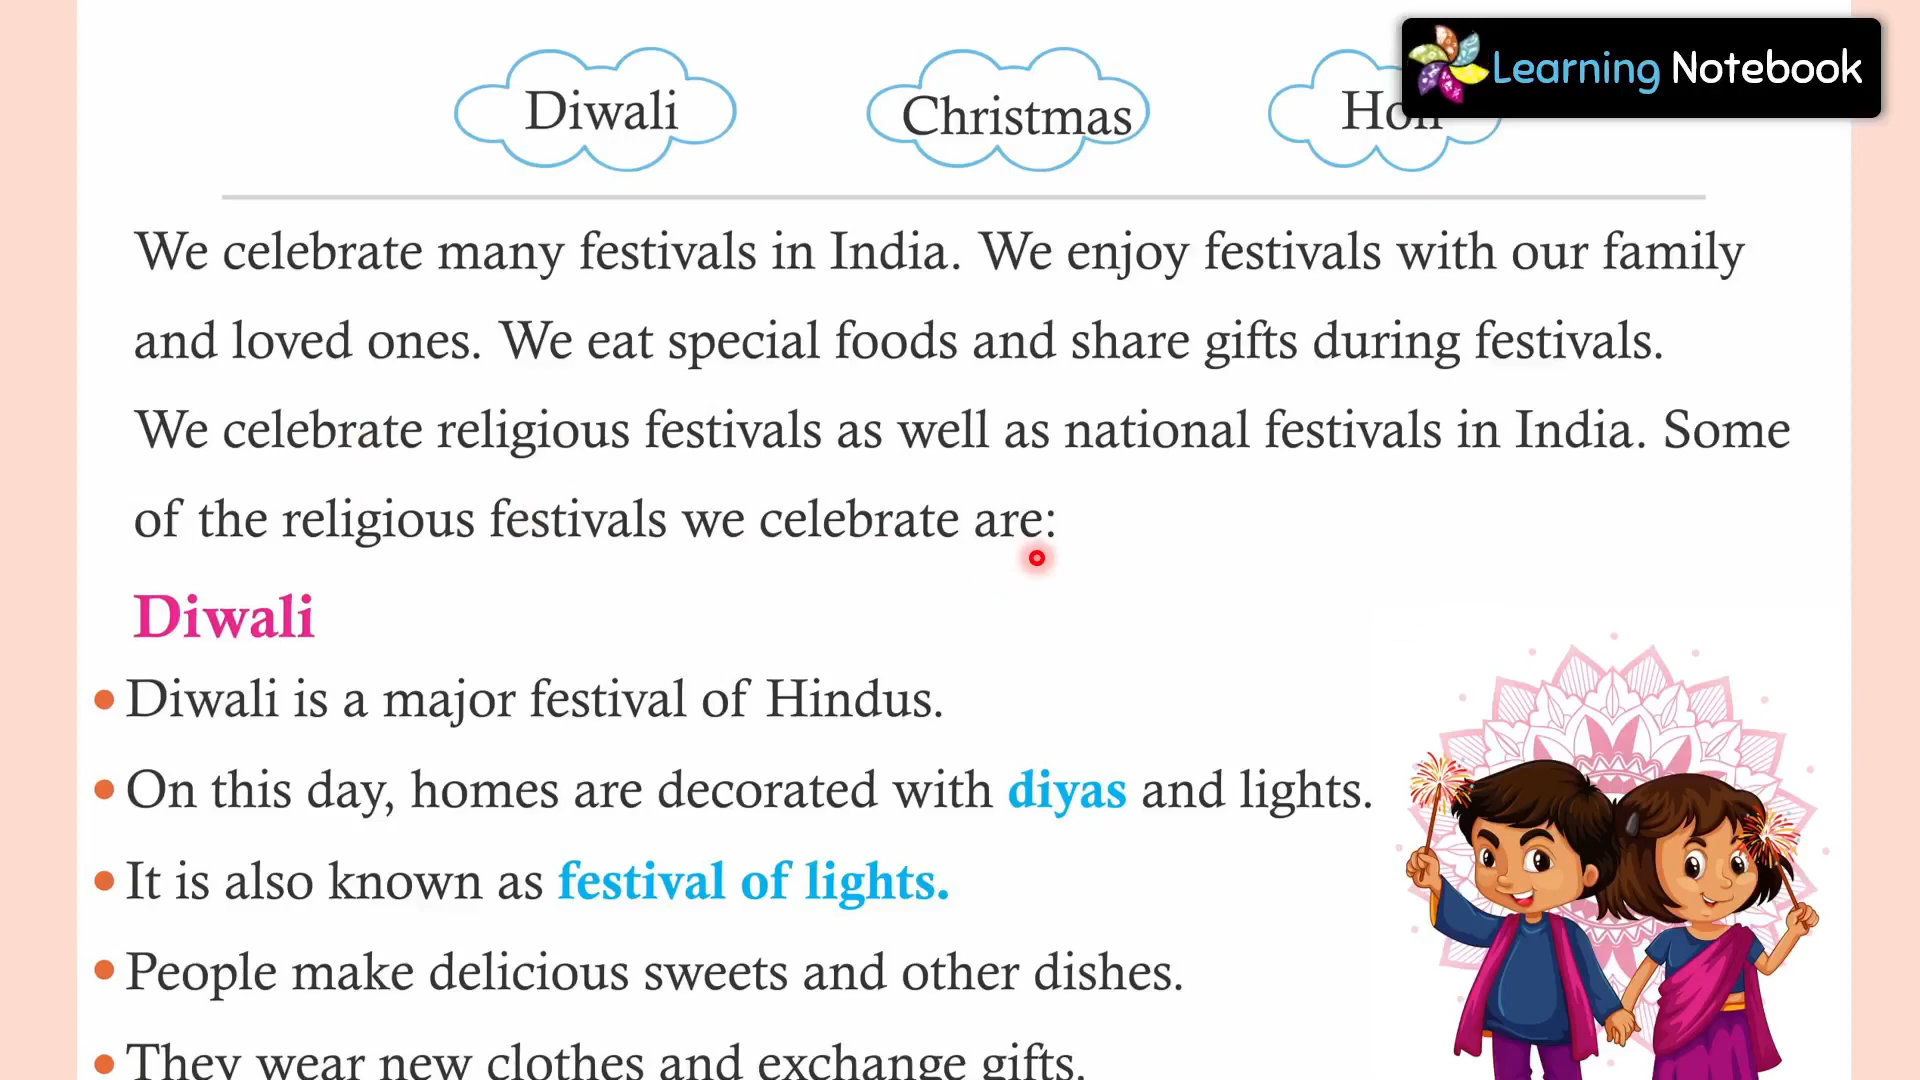 Diwali
Christmas
Holi
Learning Notebook
We celebrate many festivals in India. We enjoy festivals with our family
and loved ones. We eat special foods and share gifts during festivals.
We celebrate religious festivals as well as national festivals in India. Some
of the religious festivals we celebrate are:
Diwali
• Diwali is a major festival of Hindus.
• On this day, homes are decorated with diyas and lights.
• It is also known as festival of lights.
• People make delicious sweets and other dishes.
• They wear new clothes and exchange gifts.